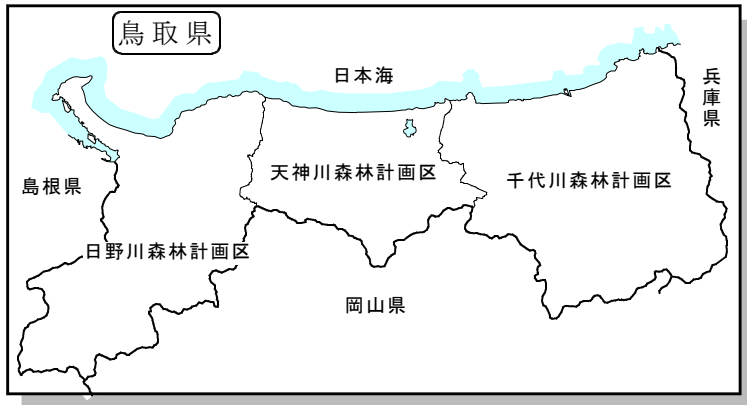 鳥取県
日本海
兵庫県
島根県
天神川森林計画区
千代川森林計画区
日野川森林計画区
岡山県